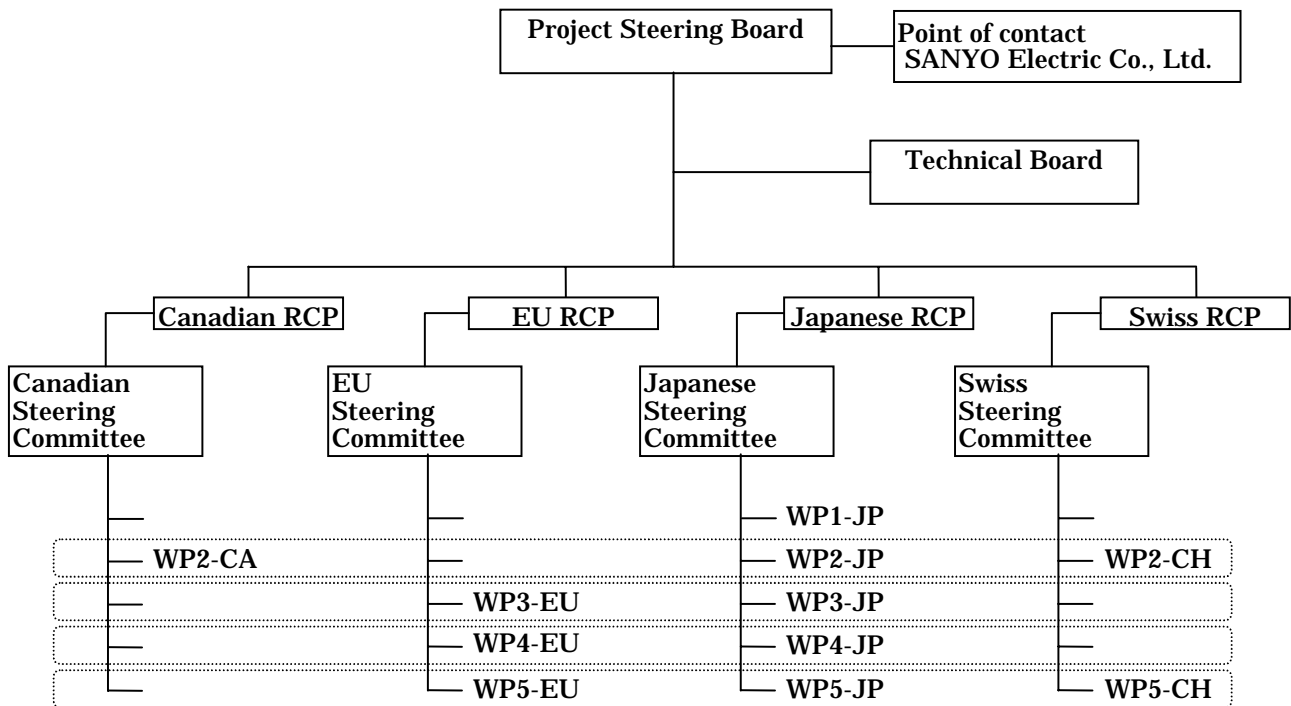 Project Steering Board
Point of contact
SANYO Electric Co., Ltd.
Technical Board
Canadian RCP
EU RCP
Japanese RCP
Swiss RCP
Canadian
Steering
Committee
EU
Steering
Committee
Japanese
Steering
Committee
Swiss
Steering
Committee
WP1-JP
WP2-CA
WP2-JP
WP2-CH
WP3-EU
WP3-JP
WP4-EU
WP4-JP
WP5-EU
WP5-JP
WP5-CH